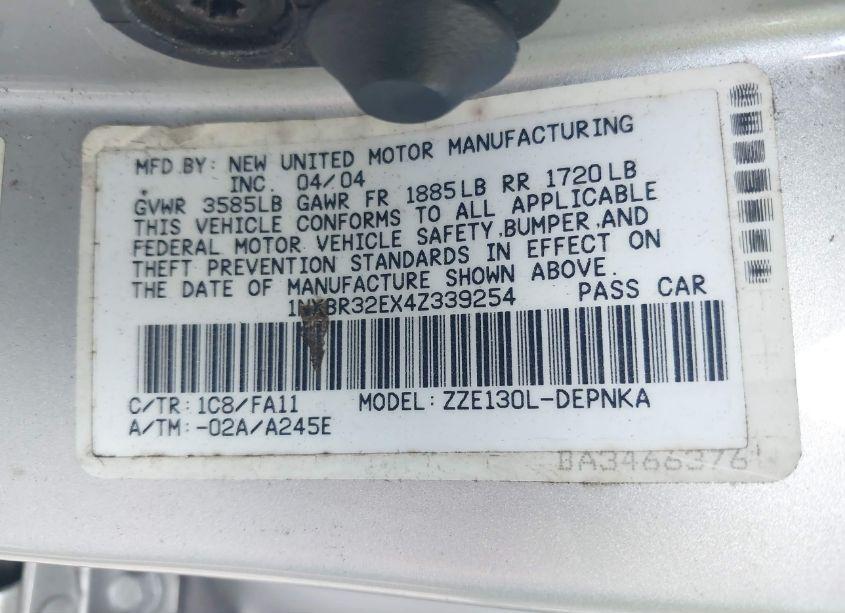 MFD.BY: NEW UNITED MOTOR MANUFACTURING
INC. 04/04
GVWR 3585LB GAWR FR 1885LB RR 1720LB
THIS VEHICLE CONFORMS TO ALL APPLICABLE
FEDERAL MOTOR VEHICLE SAFETY,BUMPER,AND
THEFT PREVENTION STANDARDS IN EFFECT ON
THE DATE OF MANUFACTURE SHOWN ABOVE.
1NXBR32EX4Z339254 PASS CAR
C/TR:1C8/FA11 MODEL:ZZE130L-DEPNKA
A/TM:-02A/A245E
BA3466376